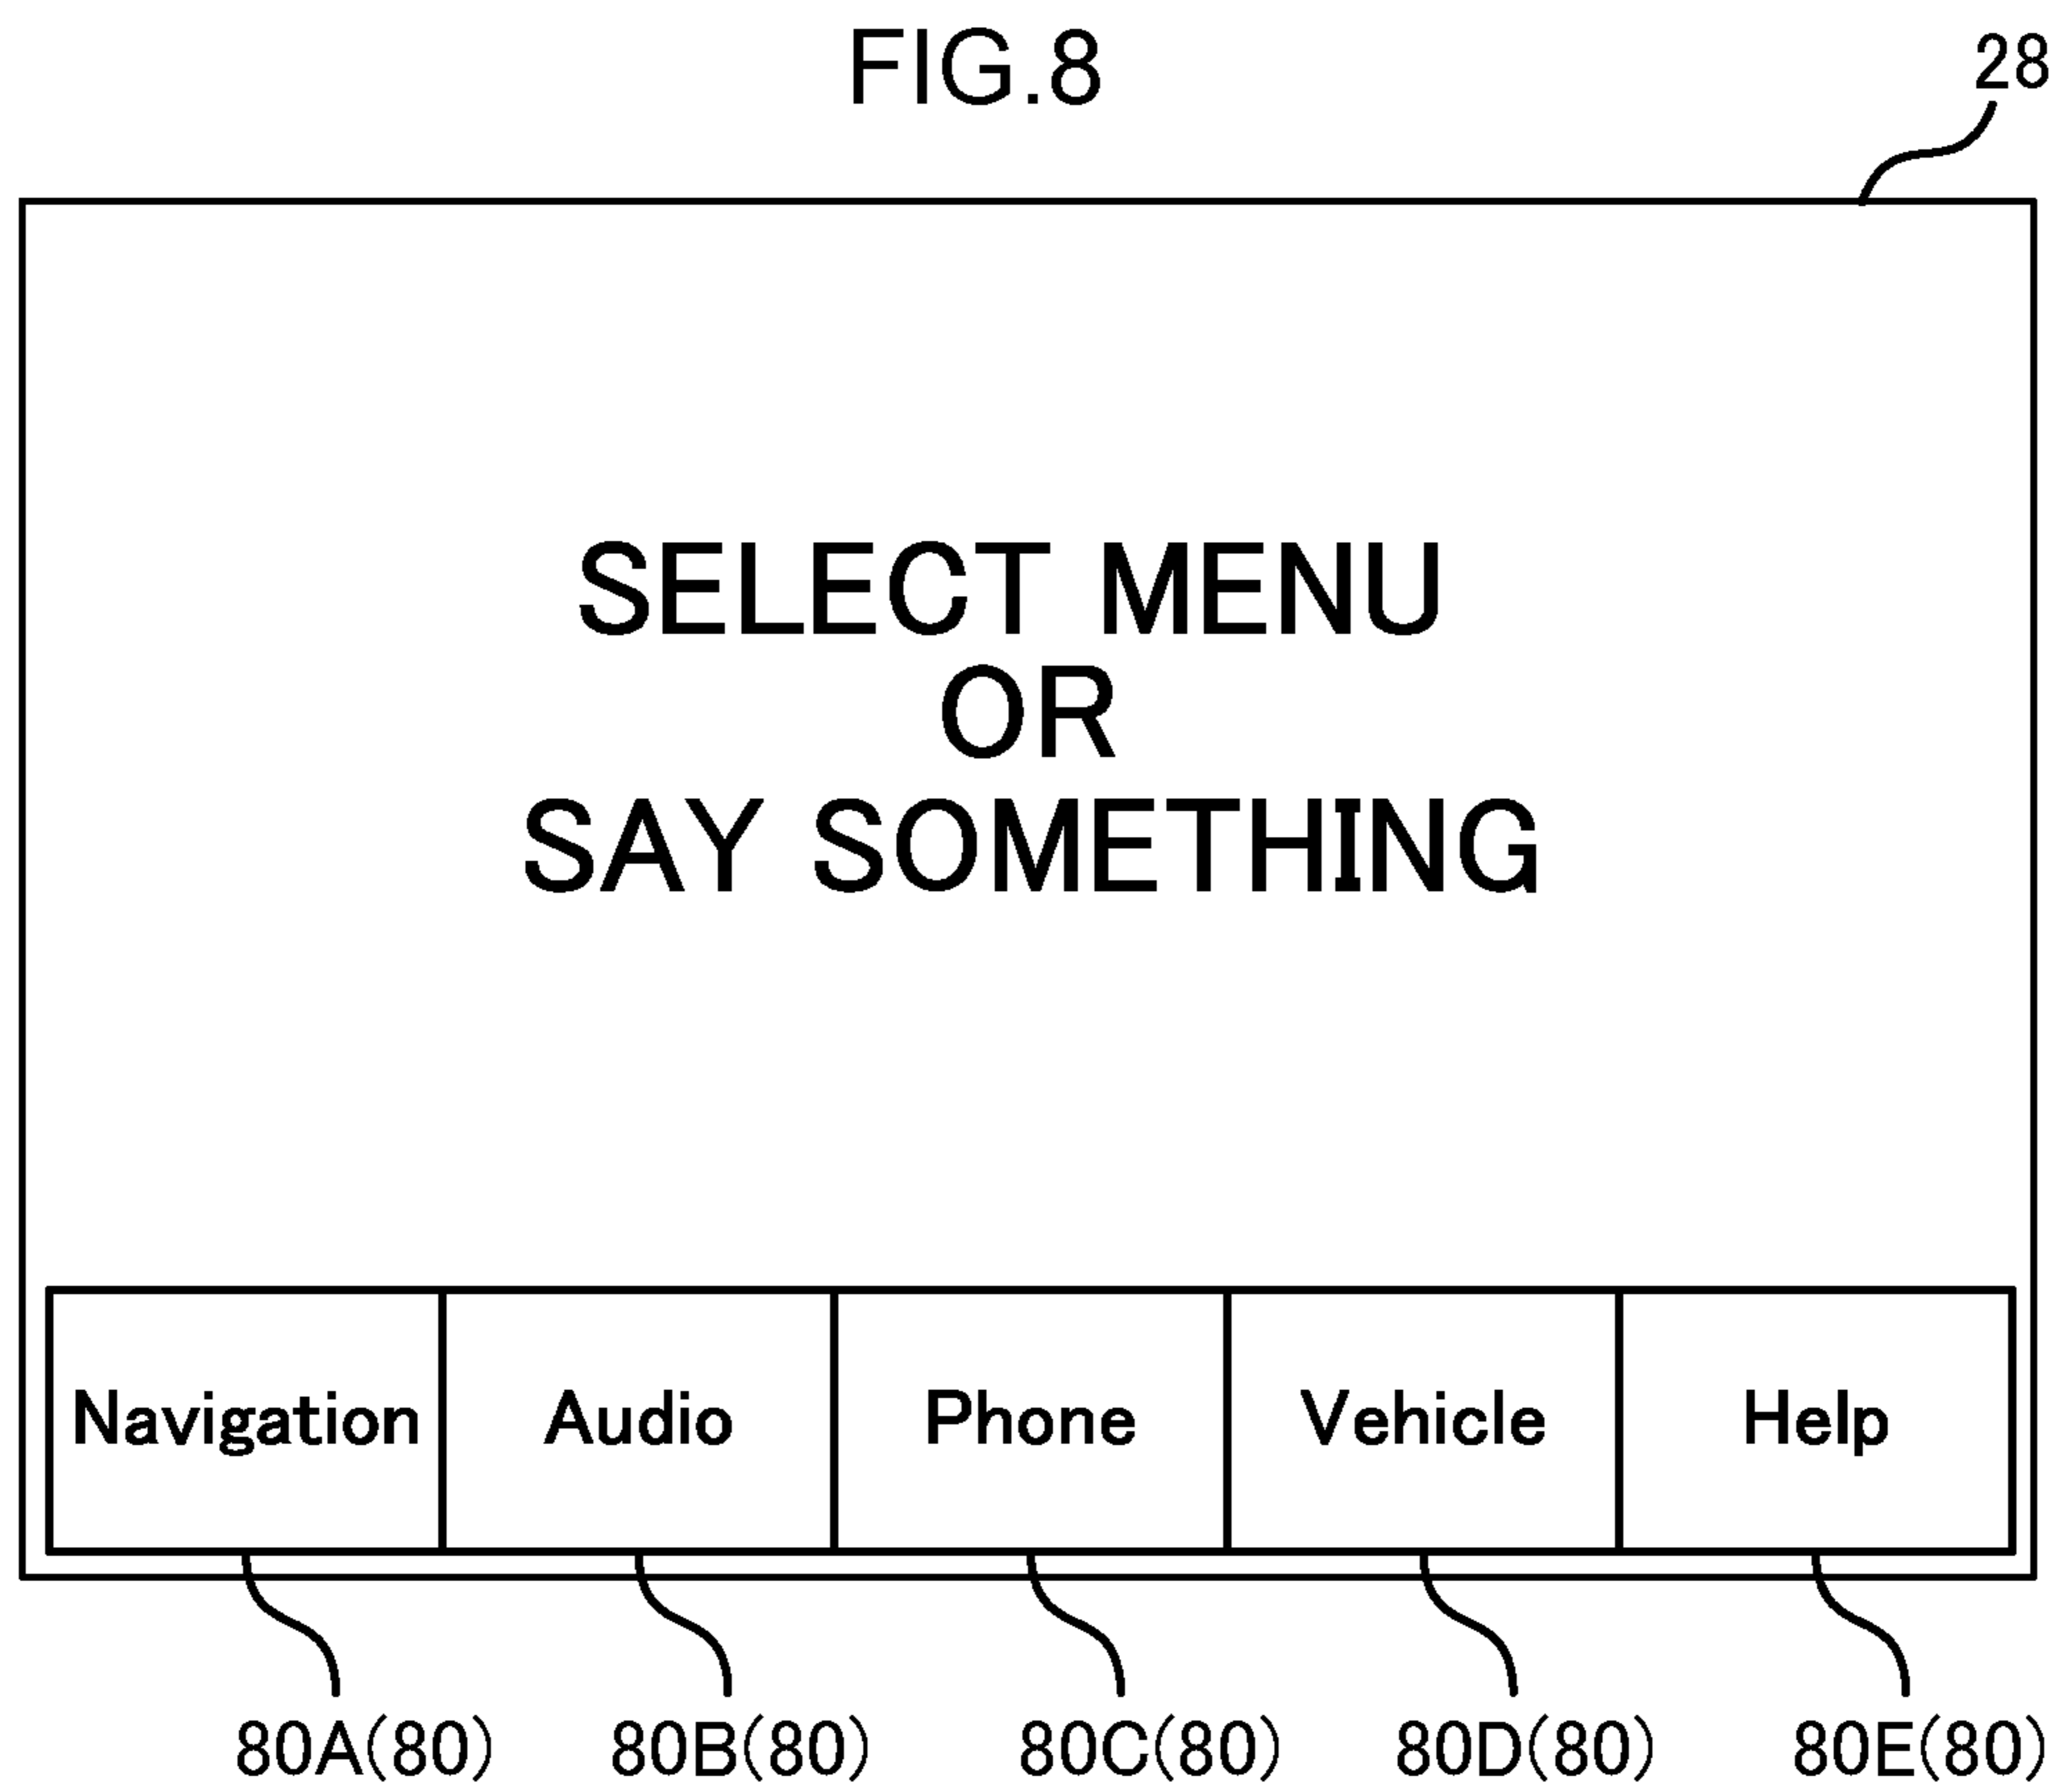 FIG.8
28
SELECT MENU
OR
SAY SOMETHING
Navigation Audio Phone Vehicle Help
80A(80) 80B(80) 80C(80) 80D(80) 80E(80)